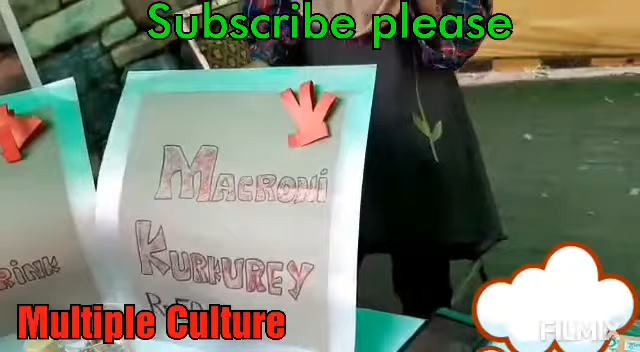 Subscribe please
MACRONI
KURKUREY
RINK
Multiple Culture
FILMIX